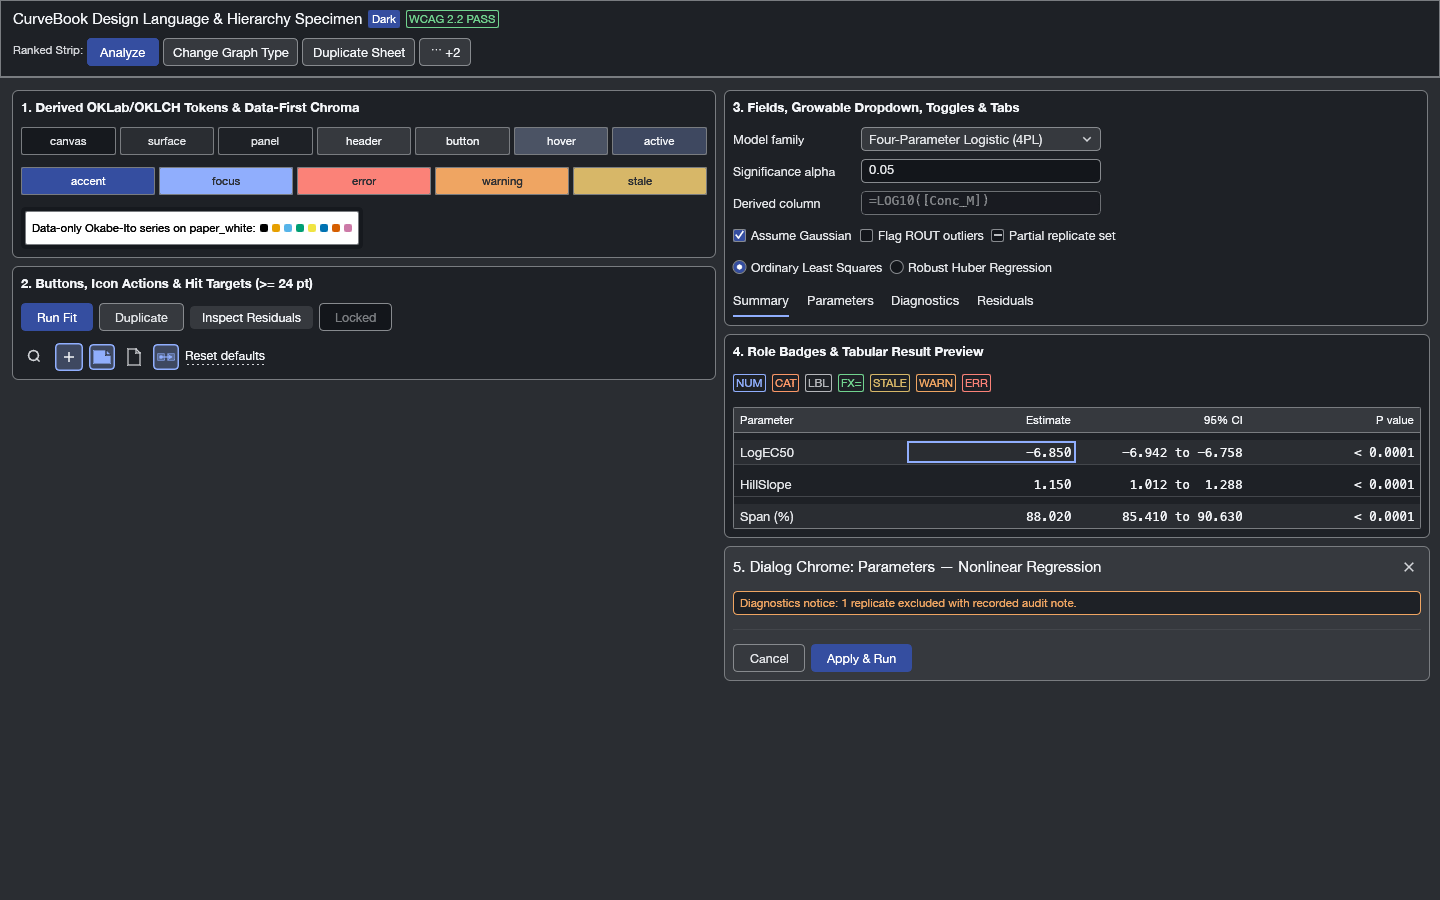 CurveBook Design Language & Hierarchy Specimen Dark WCAG 2.2 PASS
Ranked Strip: Analyze Change Graph Type Duplicate Sheet ··· +2
1. Derived OKLab/OKLCH Tokens & Data-First Chroma
canvas surface panel header button hover active
accent focus error warning stale
Data-only Okabe-Ito series on paper_white:
2. Buttons, Icon Actions & Hit Targets (>= 24 pt)
Run Fit Duplicate Inspect Residuals Locked
Reset defaults
3. Fields, Growable Dropdown, Toggles & Tabs
Model family Four-Parameter Logistic (4PL)
Significance alpha 0.05
Derived column =LOG10([Conc_M])
Assume Gaussian Flag ROUT outliers Partial replicate set
Ordinary Least Squares Robust Huber Regression
Summary Parameters Diagnostics Residuals
4. Role Badges & Tabular Result Preview
NUM CAT LBL FX= STALE WARN ERR
Parameter Estimate 95% CI P value
LogEC50 −6.850 −6.942 to −6.758 < 0.0001
HillSlope 1.150 1.012 to 1.288 < 0.0001
Span (%) 88.020 85.410 to 90.630 < 0.0001
5. Dialog Chrome: Parameters — Nonlinear Regression
Diagnostics notice: 1 replicate excluded with recorded audit note.
Cancel Apply & Run